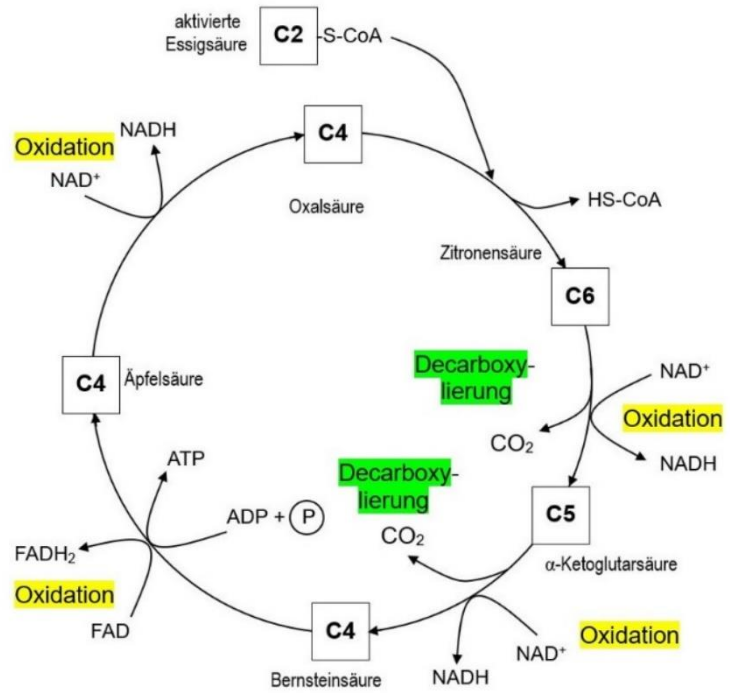 aktivierte
Essigsäure
C2-S-CoA
NADH
Oxidation
NAD⁺
C4
Oxalsäure
HS-CoA
Zitronensäure
C6
C4
Äpfelsäure
Decarboxy-
lierung
NAD⁺
Oxidation
CO₂
NADH
ATP
Decarboxy-
lierung
ADP + P
CO₂
C5
α-Ketoglutarsäure
FADH₂
Oxidation
FAD
C4
Bernsteinsäure
NADH
NAD⁺
Oxidation